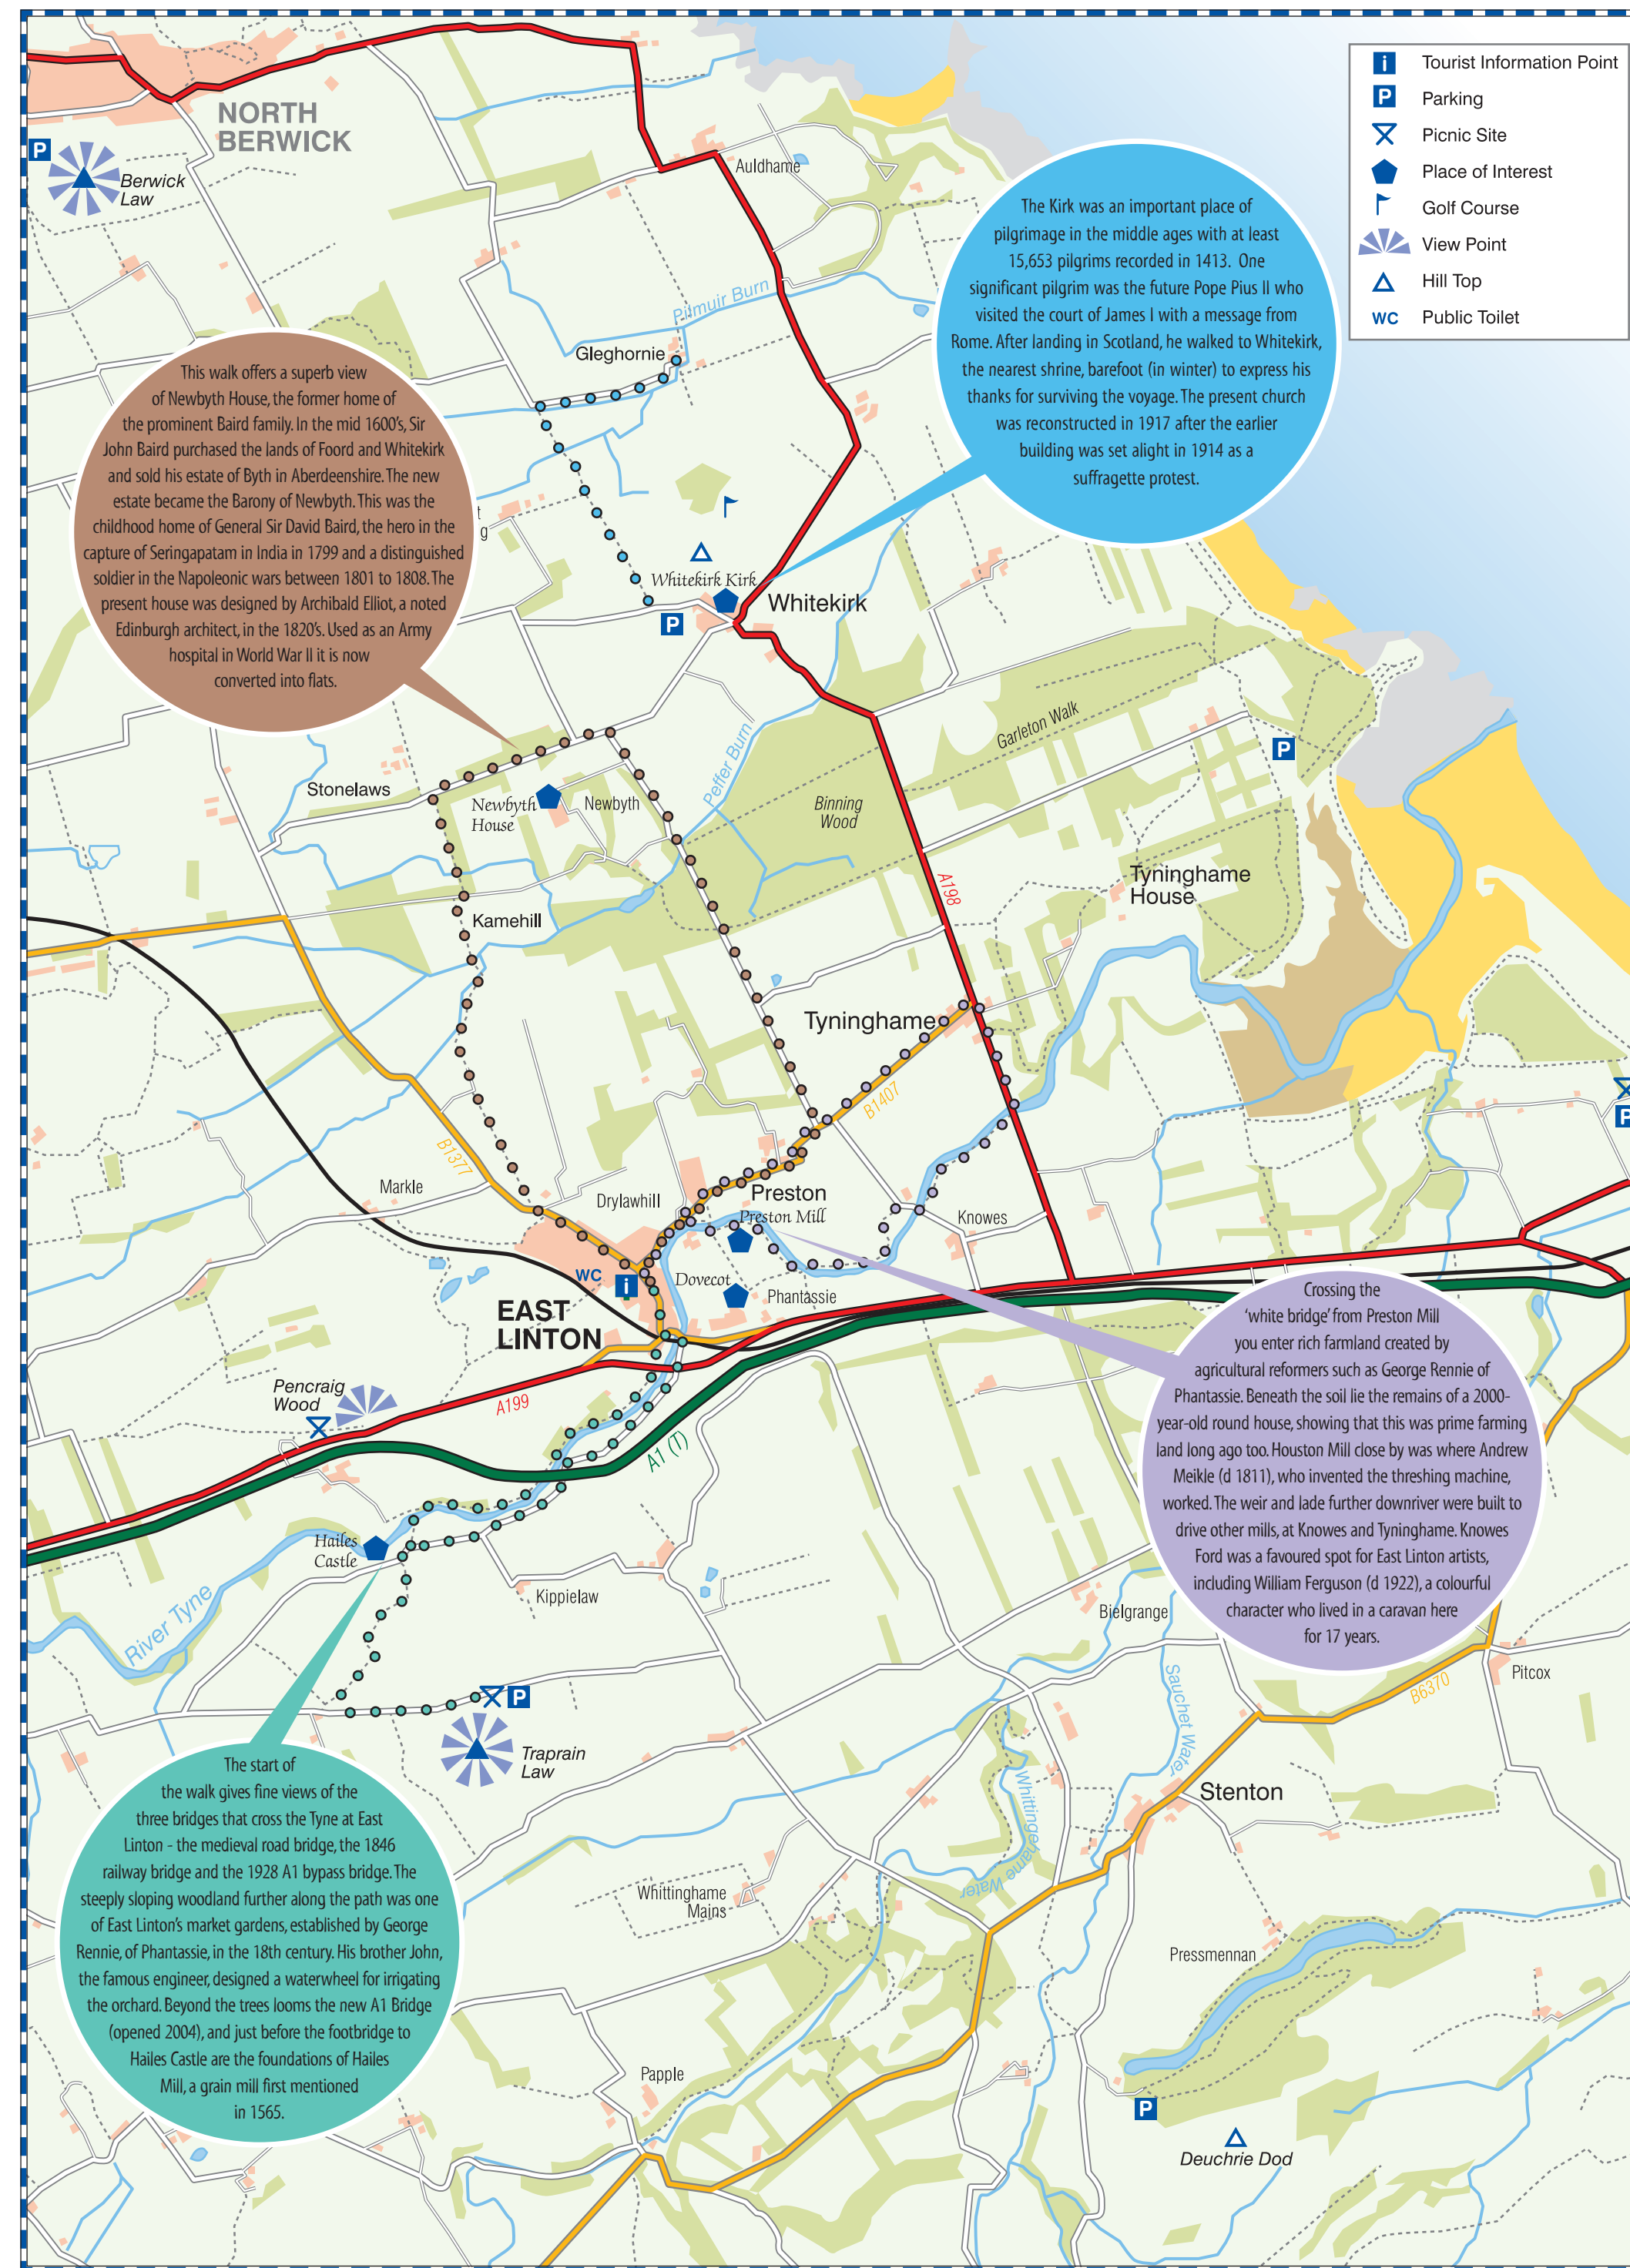 NORTH
BERWICK
P
Berwick
Law
Auldhame
i Tourist Information Point
P Parking
Picnic Site
Place of Interest
Golf Course
View Point
Hill Top
WC Public Toilet
The Kirk was an important place of
pilgrimage in the middle ages with at least
15,653 pilgrims recorded in 1413. One
significant pilgrim was the future Pope Pius II who
visited the court of James I with a message from
Rome. After landing in Scotland, he walked to Whitekirk,
the nearest shrine, barefoot (in winter) to express his
thanks for surviving the voyage. The present church
was reconstructed in 1917 after the earlier
building was set alight in 1914 as a
suffragette protest.
Pilmuir Burn
Gleghornie
This walk offers a superb view
of Newbyth House, the former home of
the prominent Baird family. In the mid 1600's, Sir
John Baird purchased the lands of Foord and Whitekirk
and sold his estate of Byth in Aberdeenshire. The new
estate became the Barony of Newbyth. This was the
childhood home of General Sir David Baird, the hero in the
capture of Seringapatam in India in 1799 and a distinguished
soldier in the Napoleonic wars between 1801 to 1808. The
present house was designed by Archibald Elliot, a noted
Edinburgh architect, in the 1820's. Used as an Army
hospital in World War II it is now
converted into flats.
t
g
Whitekirk Kirk
Whitekirk
P
Garleton Walk
P
Peffer Burn
Stonelaws
Newbyth
House
Newbyth
Binning
Wood
A198
Tyninghame
House
Kamehill
Tyninghame
B1407
P
B1377
Markle
Drylawhill
Preston
Preston Mill
Knowes
WC
i
Dovecot
Phantassie
EAST
LINTON
Pencraig
Wood
A199
A1 (T)
Crossing the
'white bridge' from Preston Mill
you enter rich farmland created by
agricultural reformers such as George Rennie of
Phantassie. Beneath the soil lie the remains of a 2000-
year-old round house, showing that this was prime farming
land long ago too. Houston Mill close by was where Andrew
Meikle (d 1811), who invented the threshing machine,
worked. The weir and lade further downriver were built to
drive other mills, at Knowes and Tyninghame. Knowes
Ford was a favoured spot for East Linton artists,
including William Ferguson (d 1922), a colourful
character who lived in a caravan here
for 17 years.
Hailes
Castle
River Tyne
Kippielaw
Bielgrange
Sauchet Water
Pitcox
B6370
P
Traprain
Law
Stenton
Whittinghame Water
The start of
the walk gives fine views of the
three bridges that cross the Tyne at East
Linton - the medieval road bridge, the 1846
railway bridge and the 1928 A1 bypass bridge. The
steeply sloping woodland further along the path was one
of East Linton's market gardens, established by George
Rennie, of Phantassie, in the 18th century. His brother John,
the famous engineer, designed a waterwheel for irrigating
the orchard. Beyond the trees looms the new A1 Bridge
(opened 2004), and just before the footbridge to
Hailes Castle are the foundations of Hailes
Mill, a grain mill first mentioned
in 1565.
Whittinghame
Mains
Pressmennan
Papple
P
Deuchrie Dod